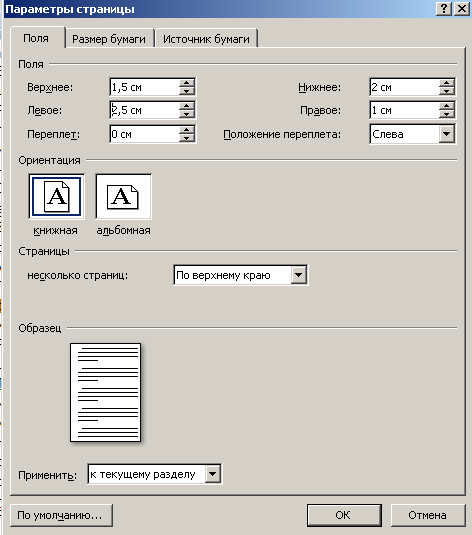 Параметры страницы
Поля Размер бумаги Источник бумаги
Поля
Верхнее: 1,5 см Нижнее: 2 см
Левое: 2,5 см Правое: 1 см
Переплет: 0 см Положение переплета: Слева
Ориентация
A A
книжная альбомная
Страницы
несколько страниц: По верхнему краю
Образец
Применить: к текущему разделу
По умолчанию... ОК Отмена